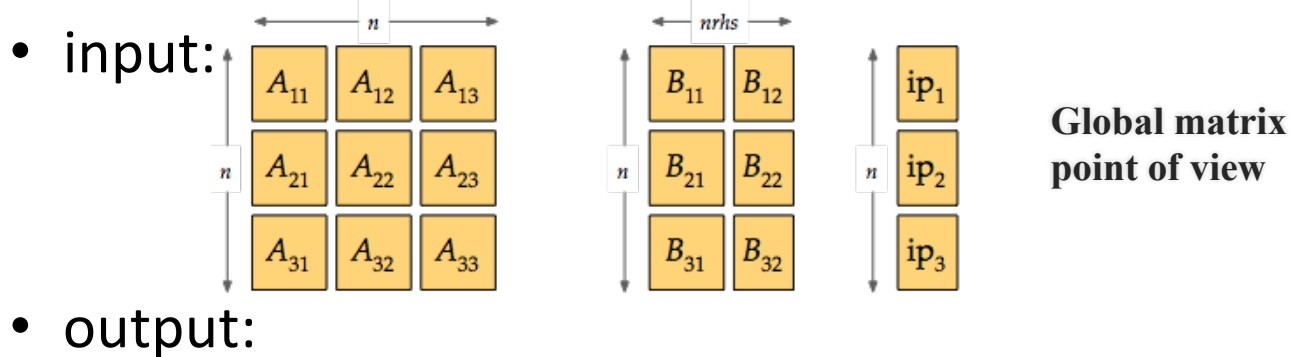 n nrhs
• input:
A11 A12 A13 B11 B12 ip1
Global matrix
point of view
n A21 A22 A23 n B21 B22 n ip2
A31 A32 A33 B31 B32 ip3
• output: